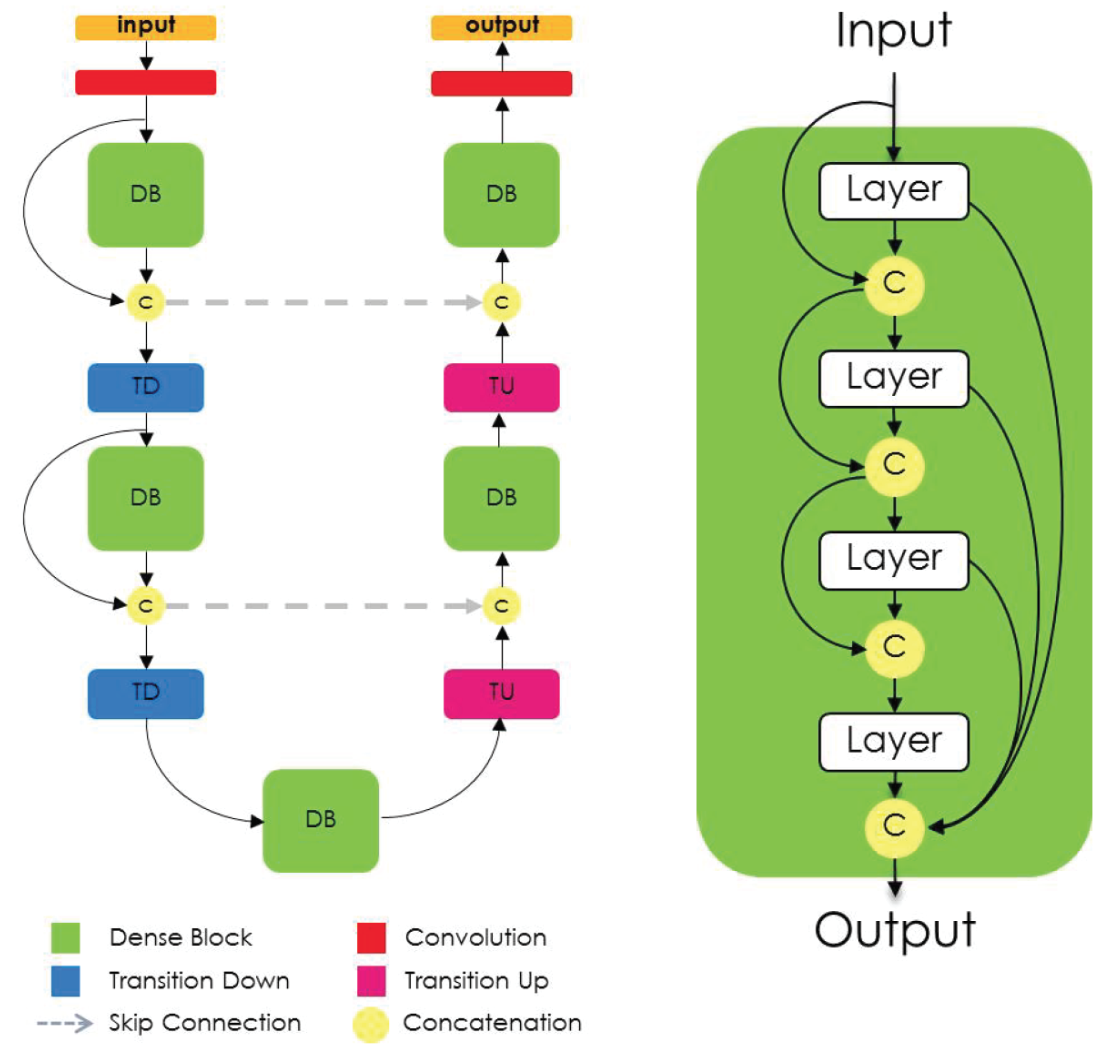 input
DB
C
TD
DB
C
TD
DB
TU
C
DB
TU
C
DB
output
Dense Block
Convolution
Transition Down
Transition Up
Skip Connection
Concatenation
Input
Layer
C
Layer
C
Layer
C
Layer
C
Output